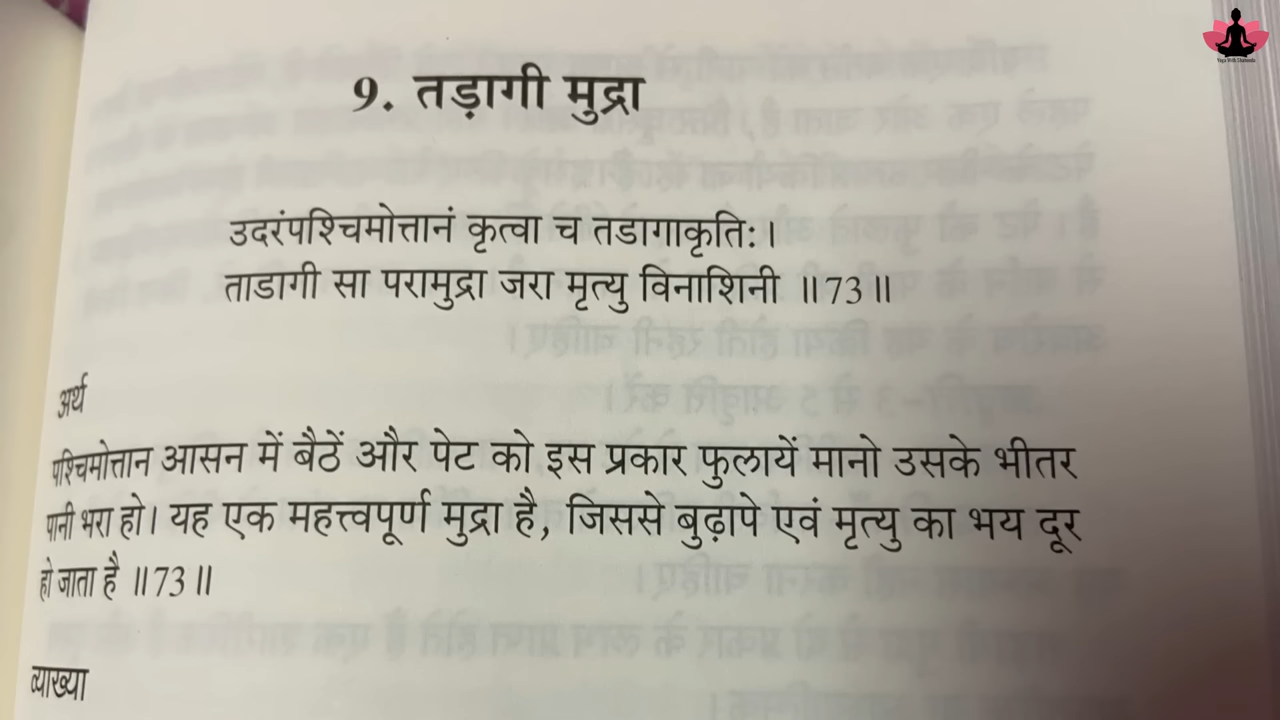 9. तड़ागी मुद्रा
उदरंपश्चिमोत्तानं कृत्वा च तडागाकृतिः।
ताडागी सा परामुद्रा जरा मृत्यु विनाशिनी ॥73॥
अर्थ
पश्चिमोत्तान आसन में बैठें और पेट को इस प्रकार फुलायें मानो उसके भीतर
पानी भरा हो। यह एक महत्त्वपूर्ण मुद्रा है, जिससे बुढ़ापे एवं मृत्यु का भय दूर
हो जाता है ॥73॥
व्याख्या